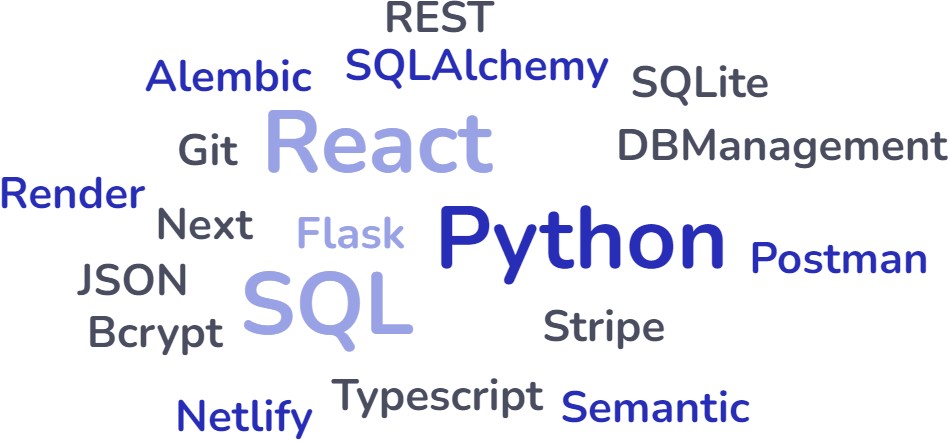 REST
Alembic
SQLAlchemy
SQLite
Git
React
DBManagement
Render
Next
Flask
Python
Postman
JSON
SQL
Bcrypt
Stripe
Netlify
Typescript
Semantic